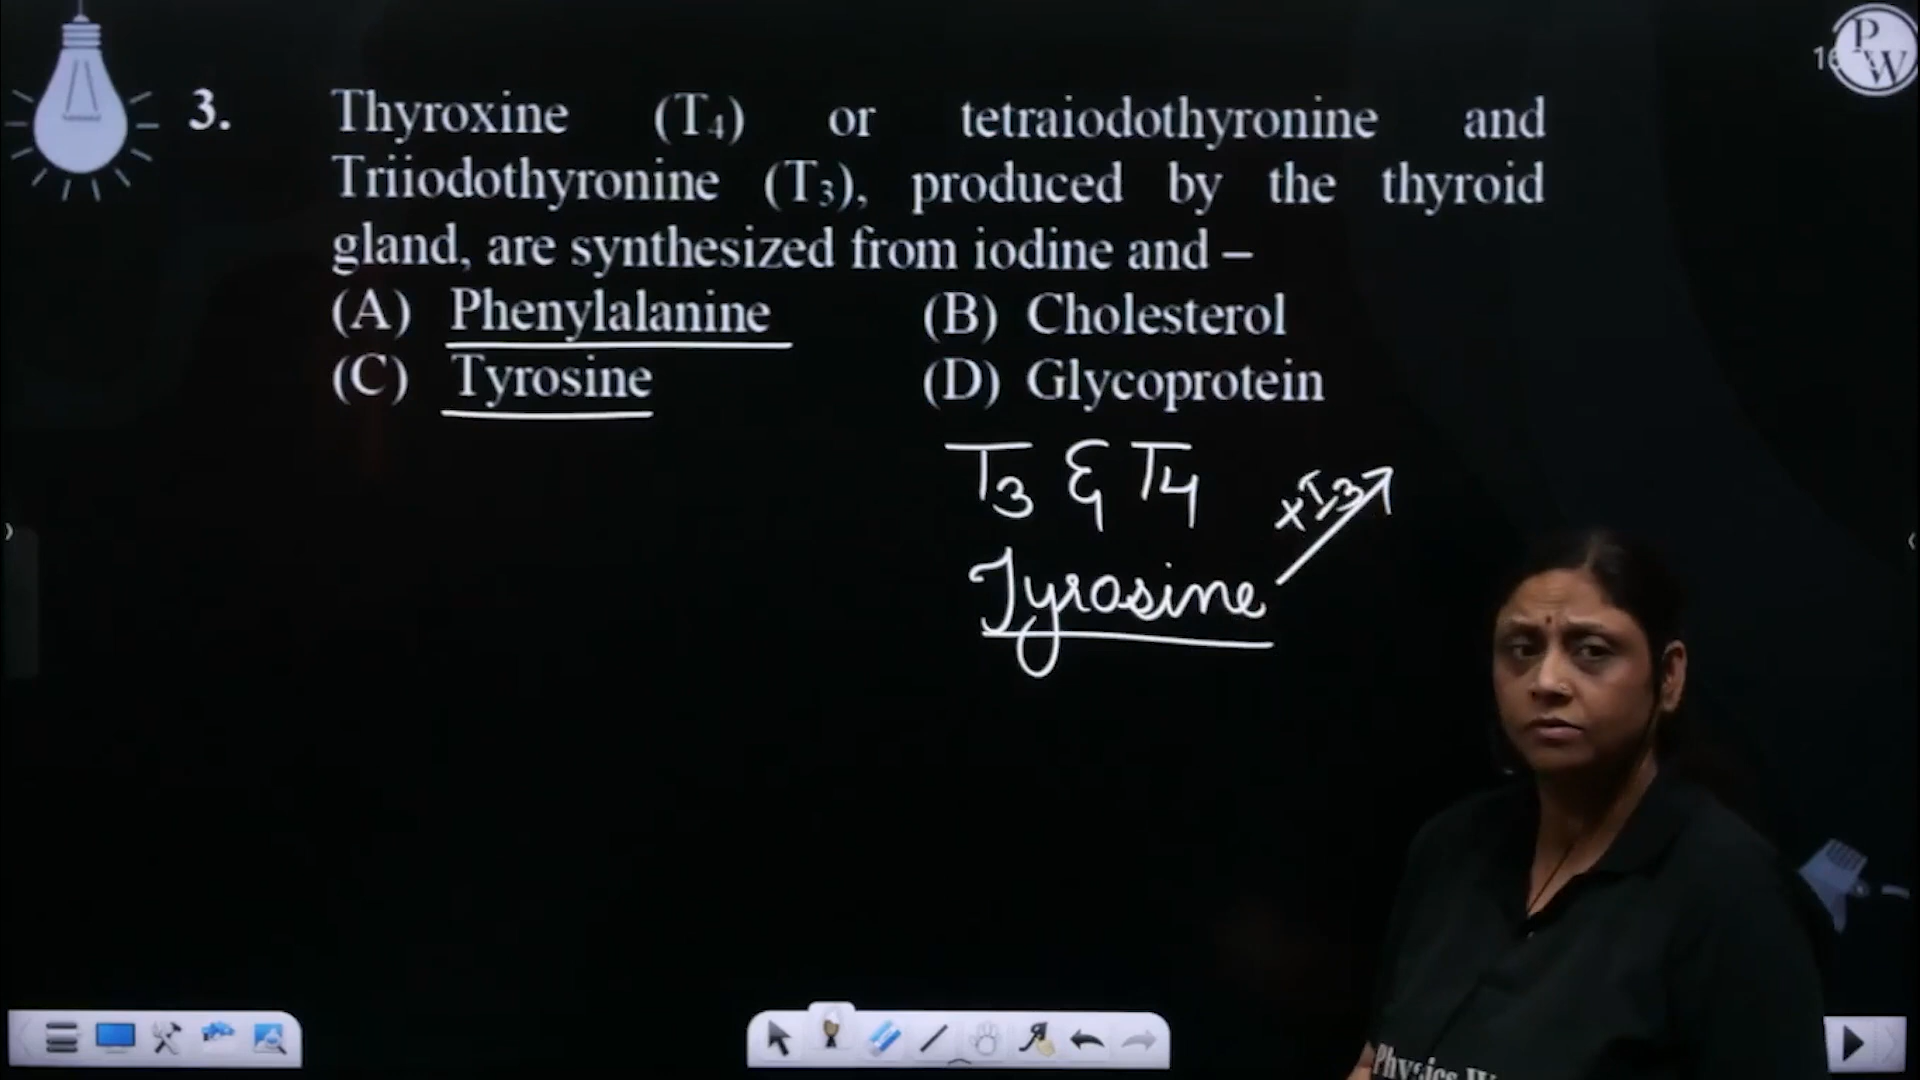 3. Thyroxine (T4) or tetraiodothyronine and
Triiodothyronine (T3), produced by the thyroid
gland, are synthesized from iodine and –
(A) Phenylalanine (B) Cholesterol
(C) Tyrosine (D) Glycoprotein
T3 & T4
Tyrosine
PW